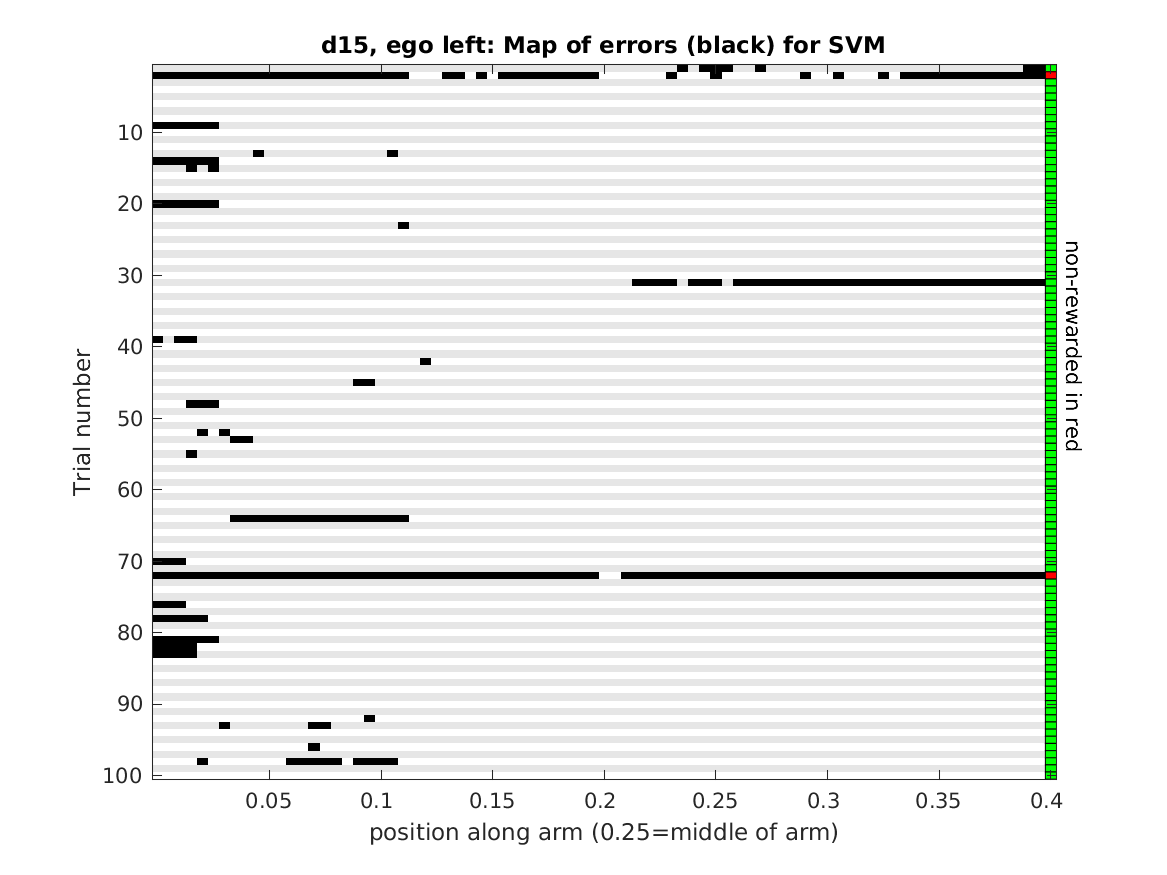 d15, ego left: Map of errors (black) for SVM
10
20
30
40
50
60
70
80
90
100
Trial number
non-rewarded in red
0.05 0.1 0.15 0.2 0.25 0.3 0.35 0.4
position along arm (0.25=middle of arm)